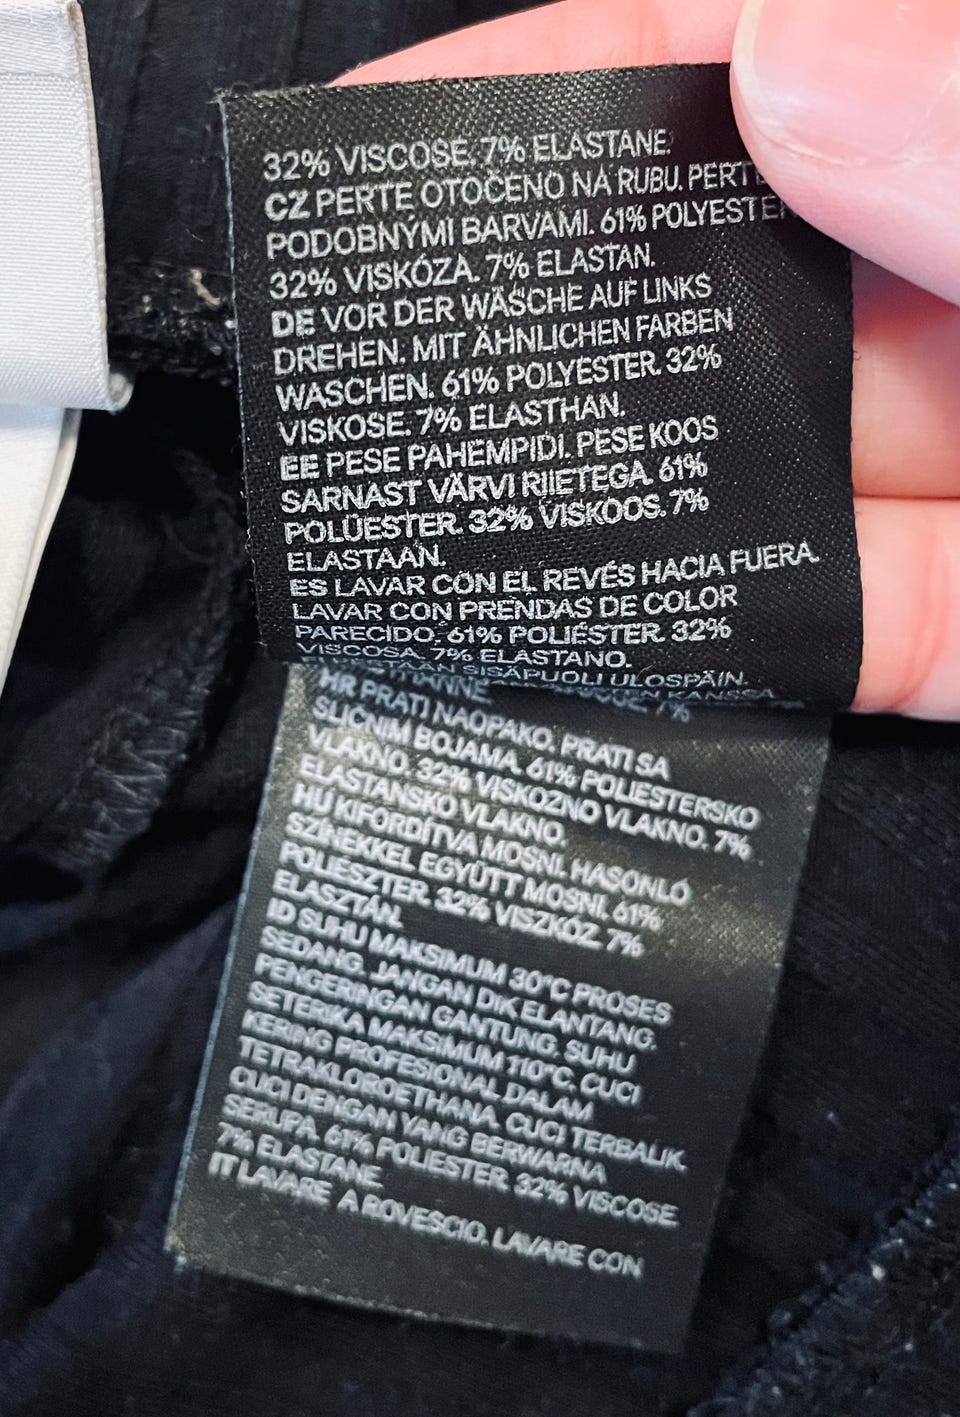 32% VISCOSE. 7% ELASTANE.
CZ PERTE OTOČENO NA RUBU. PERTE
PODOBNÝMI BARVAMI. 61% POLYESTER
32% VISKÓZA. 7% ELASTAN.
DE VOR DER WÄSCHE AUF LINKS
DREHEN. MIT ÄHNLICHEN FARBEN
WASCHEN. 61% POLYESTER. 32%
VISKOSE. 7% ELASTHAN.
EE PESE PAHEMPIDI. PESE KOOS
SARNAST VÄRVI RIIETEGA. 61%
POLÜESTER. 32% VISKOOS. 7%
ELASTAAN.
ES LAVAR CON EL REVÉS HACIA FUERA.
LAVAR CON PRENDAS DE COLOR
PARECIDO. 61% POLIÉSTER. 32%
VISCOSA. 7% ELASTANO.
SISÄPUOLI ULOSPÄIN.
KANSSA
7%
HR PRATI NAOPAKO. PRATI SA
SLIČNIM BOJAMA. 61% POLIESTERSKO
VLAKNO. 32% VISKOZNO VLAKNO. 7%
ELASTANSKO VLAKNO.
HU KIFORDÍTVA MOSNI. HASONLÓ
SZÍNEKKEL EGYÜTT MOSNI. 61%
POLIÉSZTER. 32% VISZKÓZ. 7%
ELASZTÁN.
ID SUHU MAKSIMUM 30°C PROSES
SEDANG. JANGAN DIKELANTANG.
PENGERINGAN GANTUNG. SUHU
SETERIKA MAKSIMUM 110°C. CUCI
KERING PROFESIONAL DALAM
TETRAKLOROETHANA. CUCI TERBALIK.
CUCI DENGAN YANG BERWARNA
SERUPA. 61% POLIESTER. 32% VISCOSE.
7% ELASTANE.
IT LAVARE A ROVESCIO. LAVARE CON